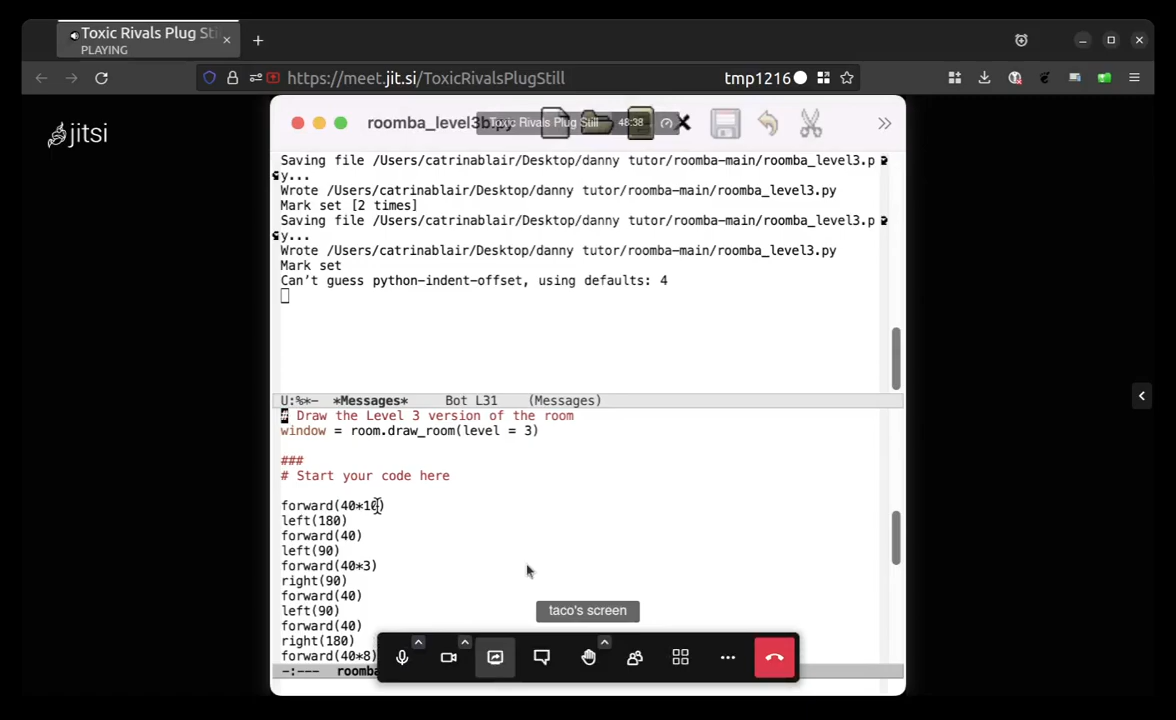 Toxic Rivals Plug Sti
PLAYING
https://meet.jit.si/ToxicRivalsPlugStill
tmp1216
jitsi
roomba_level3b.py
Toxic Rivals Plug Still 48:38
Saving file /Users/catrinablair/Desktop/danny tutor/roomba-main/roomba_level3.p
y...
Wrote /Users/catrinablair/Desktop/danny tutor/roomba-main/roomba_level3.py
Mark set [2 times]
Saving file /Users/catrinablair/Desktop/danny tutor/roomba-main/roomba_level3.p
y...
Wrote /Users/catrinablair/Desktop/danny tutor/roomba-main/roomba_level3.py
Mark set
Can't guess python-indent-offset, using defaults: 4
U:%*- *Messages* Bot L31 (Messages)
# Draw the Level 3 version of the room
window = room.draw_room(level = 3)
###
# Start your code here
forward(40*10)
left(180)
forward(40)
left(90)
forward(40*3)
right(90)
forward(40)
left(90)
forward(40)
right(180)
forward(40*8)
-:--- roomba
taco's screen